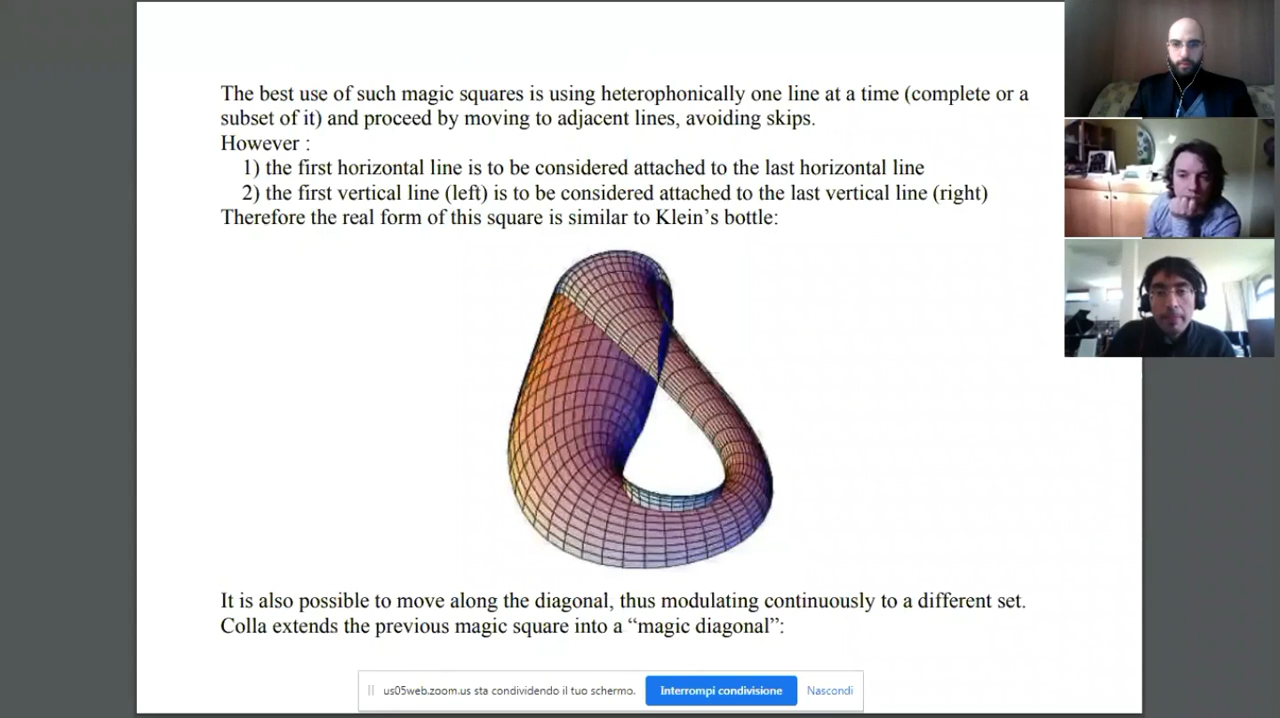 The best use of such magic squares is using heterophonically one line at a time (complete or a
subset of it) and proceed by moving to adjacent lines, avoiding skips.
However :
1) the first horizontal line is to be considered attached to the last horizontal line
2) the first vertical line (left) is to be considered attached to the last vertical line (right)
Therefore the real form of this square is similar to Klein’s bottle:
It is also possible to move along the diagonal, thus modulating continuously to a different set.
Colla extends the previous magic square into a “magic diagonal”:
us05web.zoom.us sta condividendo il tuo schermo. Interrompi condivisione Nascondi